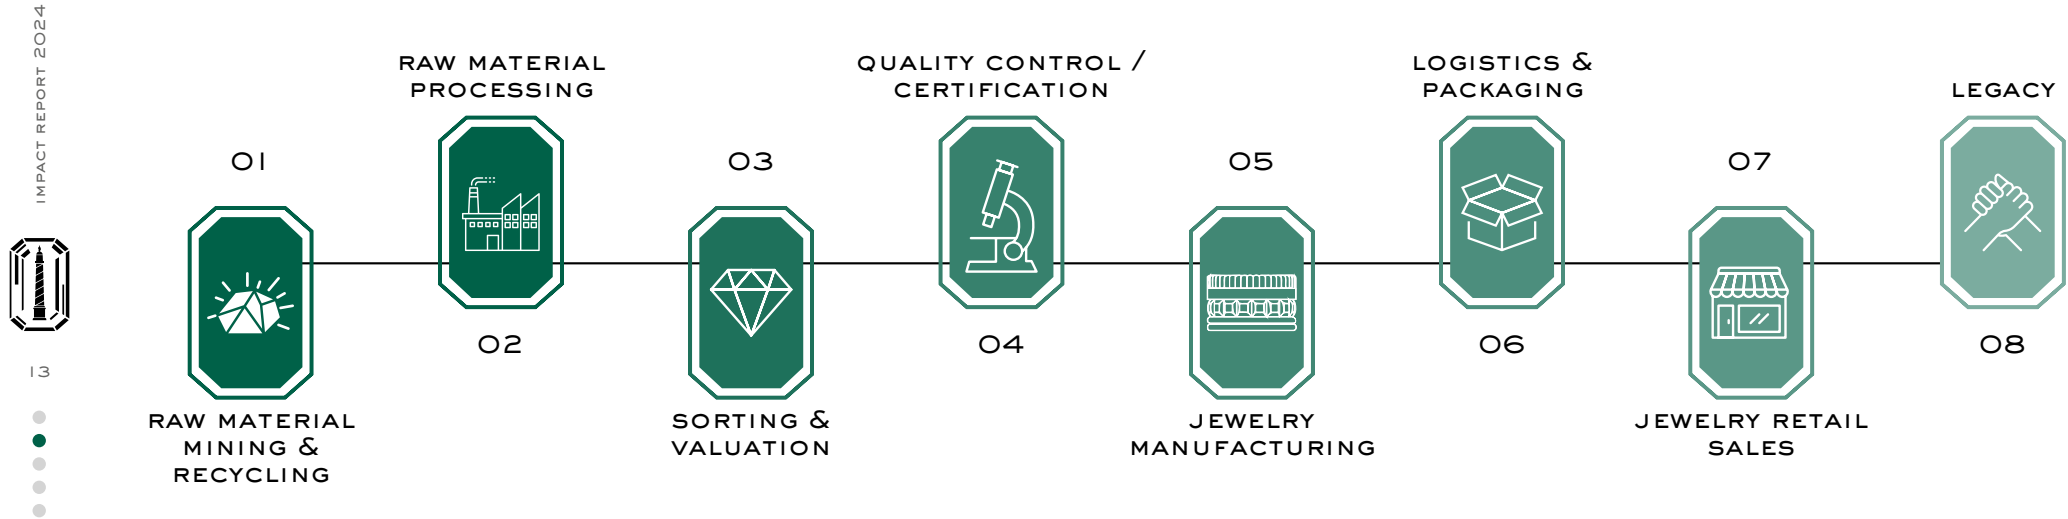 IMPACT REPORT 2024
13
01
RAW MATERIAL
MINING &
RECYCLING
RAW MATERIAL
PROCESSING
02
03
SORTING &
VALUATION
QUALITY CONTROL /
CERTIFICATION
04
05
JEWELRY
MANUFACTURING
LOGISTICS &
PACKAGING
06
07
JEWELRY RETAIL
SALES
LEGACY
08